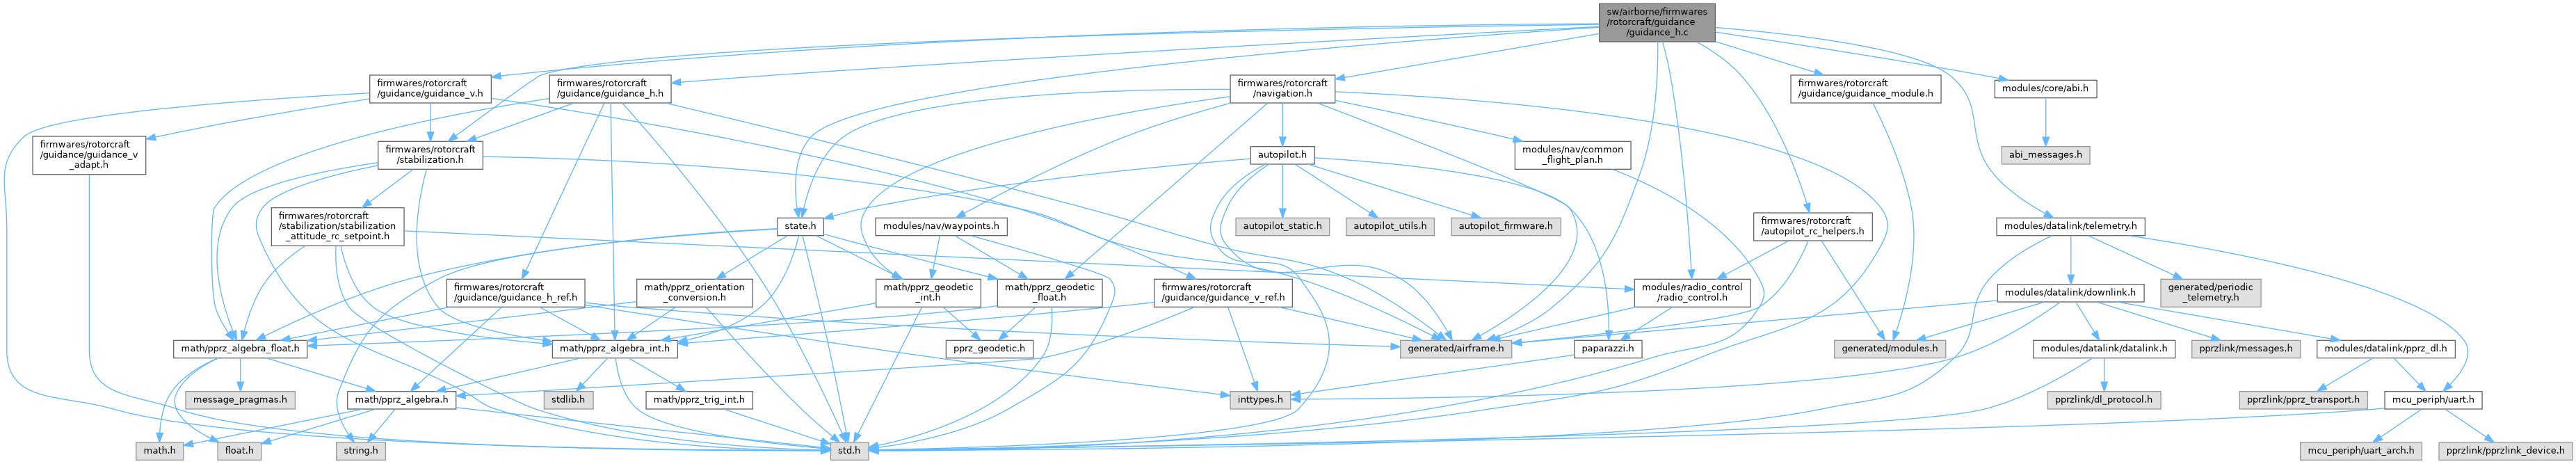 sw/airborne/firmwares
/rotorcraft/guidance
/guidance_h.c
firmwares/rotorcraft
/guidance/guidance_v.h
firmwares/rotorcraft
/guidance/guidance_h.h
firmwares/rotorcraft
/navigation.h
firmwares/rotorcraft
/guidance/guidance_module.h
modules/core/abi.h
firmwares/rotorcraft
/guidance/guidance_v
_adapt.h
firmwares/rotorcraft
/stabilization.h
autopilot.h
modules/nav/common
_flight_plan.h
abi_messages.h
firmwares/rotorcraft
/stabilization/stabilization
_attitude_rc_setpoint.h
state.h
modules/nav/waypoints.h
autopilot_static.h
autopilot_utils.h
autopilot_firmware.h
firmwares/rotorcraft
/autopilot_rc_helpers.h
modules/datalink/telemetry.h
firmwares/rotorcraft
/guidance/guidance_h_ref.h
math/pprz_orientation
_conversion.h
math/pprz_geodetic
_int.h
math/pprz_geodetic
_float.h
firmwares/rotorcraft
/guidance/guidance_v_ref.h
modules/radio_control
/radio_control.h
modules/datalink/downlink.h
generated/periodic
_telemetry.h
math/pprz_algebra_float.h
math/pprz_algebra_int.h
pprz_geodetic.h
generated/airframe.h
paparazzi.h
generated/modules.h
modules/datalink/datalink.h
pprzlink/messages.h
modules/datalink/pprz_dl.h
message_pragmas.h
math/pprz_algebra.h
stdlib.h
math/pprz_trig_int.h
inttypes.h
pprzlink/dl_protocol.h
pprzlink/pprz_transport.h
mcu_periph/uart.h
math.h
float.h
string.h
std.h
mcu_periph/uart_arch.h
pprzlink/pprzlink_device.h